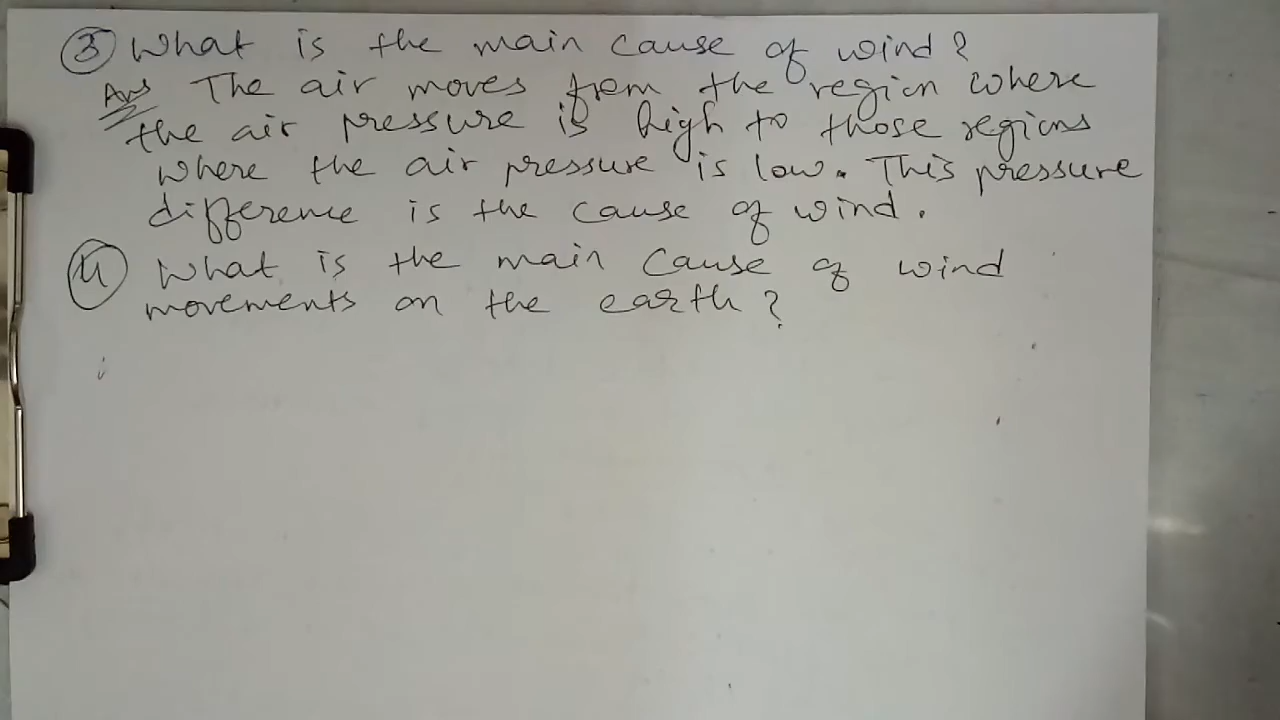 ③ What is the main cause of wind?
Ans The air moves from the region where
the air pressure is high to those regions
where the air pressure is low. This pressure
difference is the cause of wind.
④ What is the main cause of wind
movements on the earth?